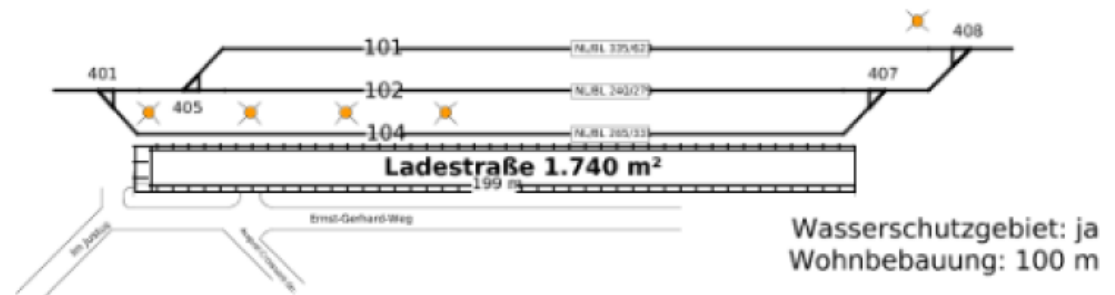 408
101
NL/BL 335/62
401
407
102
NL/BL 240/27
405
104
NL/BL 265/33
Ladestraße 1.740 m²
199 m
Ernst-Gerhard-Weg
Im Justus
Wasserschutzgebiet: ja
Wohnbebauung: 100 m